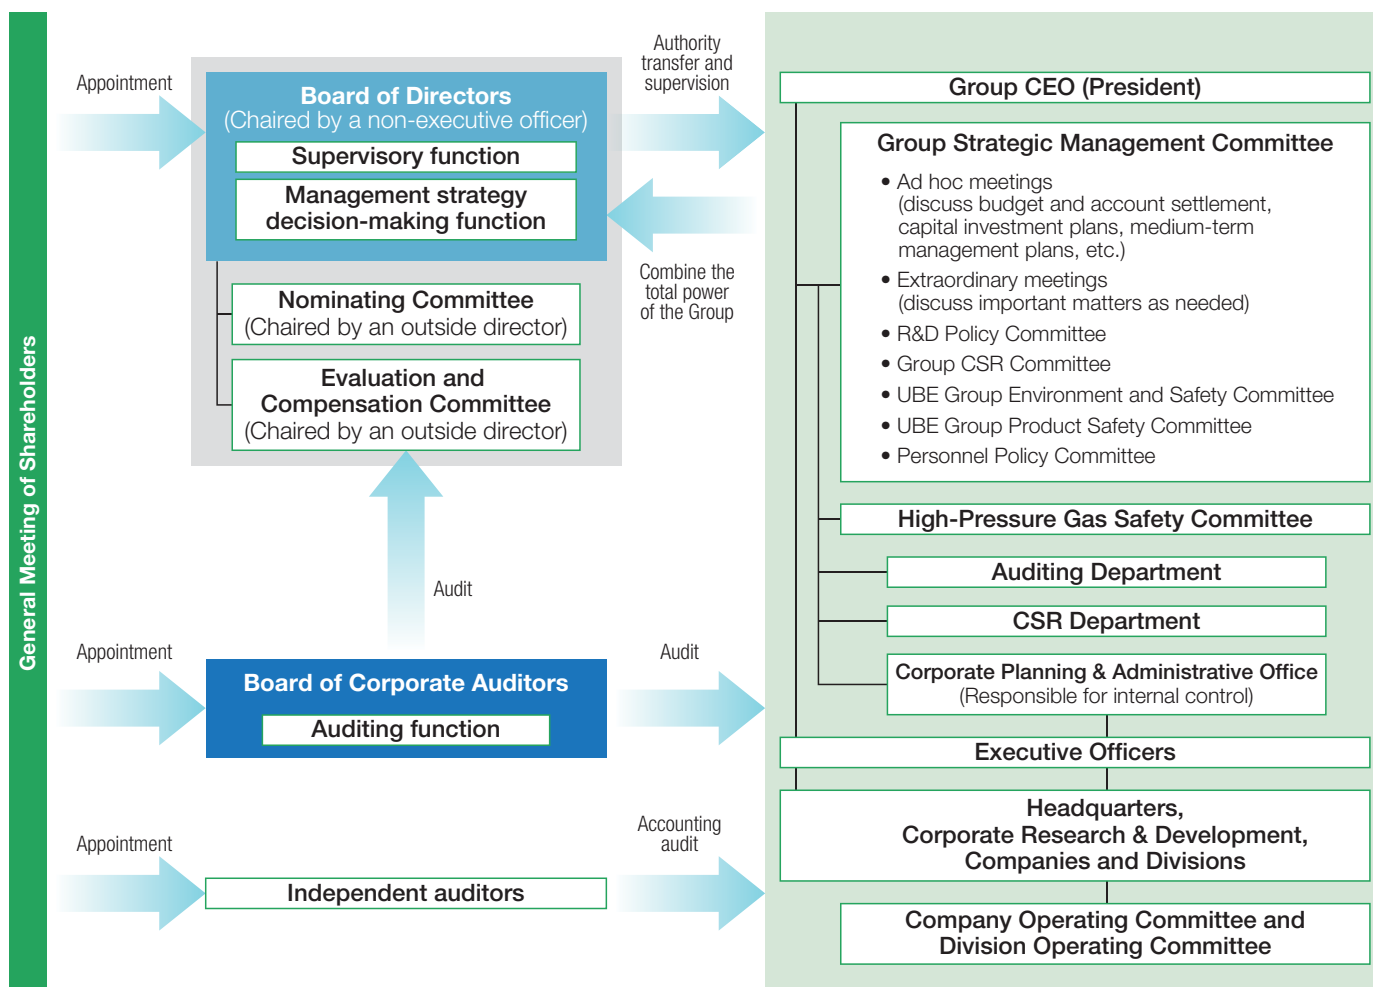 General Meeting of Shareholders
Appointment
Board of Directors
(Chaired by a non-executive officer)
Supervisory function
Management strategy
decision-making function
Nominating Committee
(Chaired by an outside director)
Evaluation and
Compensation Committee
(Chaired by an outside director)
Authority
transfer and
supervision
Combine the
total power
of the Group
Audit
Appointment
Board of Corporate Auditors
Auditing function
Audit
Appointment
Independent auditors
Accounting
audit
Group CEO (President)
Group Strategic Management Committee
• Ad hoc meetings
(discuss budget and account settlement,
capital investment plans, medium-term
management plans, etc.)
• Extraordinary meetings
(discuss important matters as needed)
• R&D Policy Committee
• Group CSR Committee
• UBE Group Environment and Safety Committee
• UBE Group Product Safety Committee
• Personnel Policy Committee
High-Pressure Gas Safety Committee
Auditing Department
CSR Department
Corporate Planning & Administrative Office
(Responsible for internal control)
Executive Officers
Headquarters,
Corporate Research & Development,
Companies and Divisions
Company Operating Committee and
Division Operating Committee